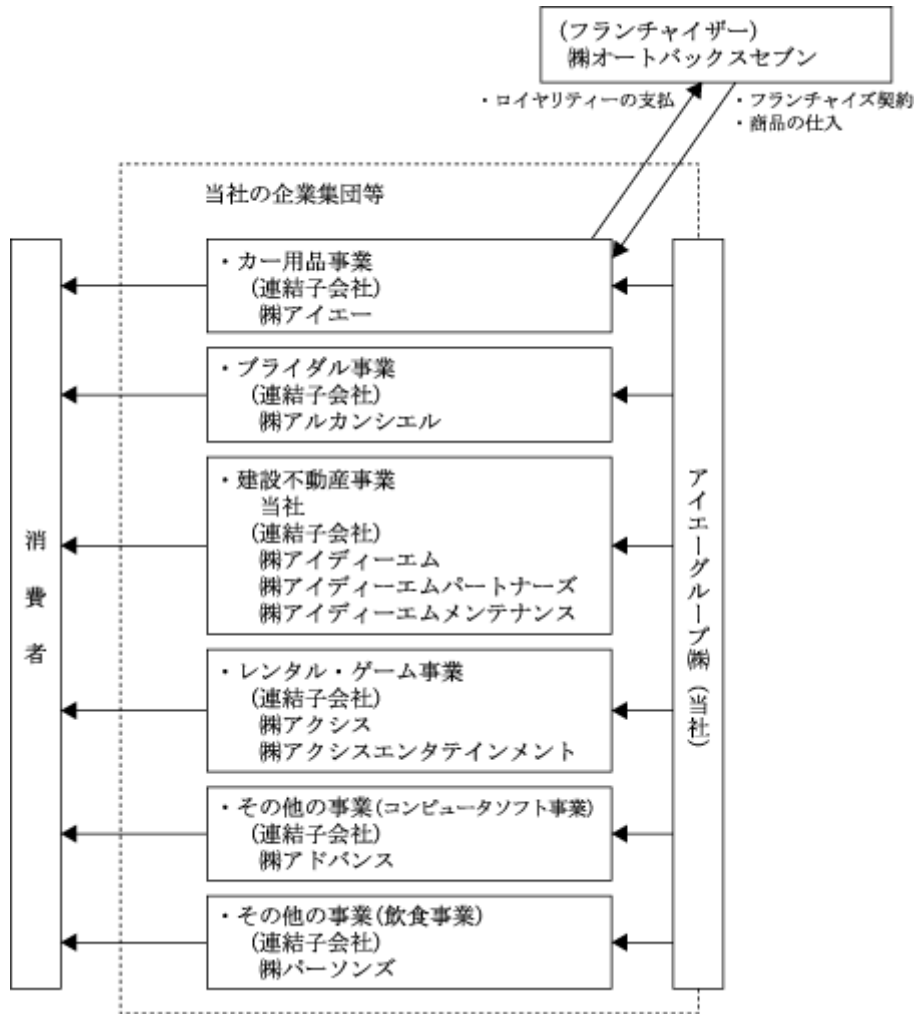 (フランチャイザー)
㈱オートバックスセブン
・ロイヤリティーの支払
・フランチャイズ契約
・商品の仕入
当社の企業集団等
・カー用品事業
(連結子会社)
㈱アイエー
・ブライダル事業
(連結子会社)
㈱アルカンシエル
・建設不動産事業
当社
(連結子会社)
㈱アイディーエム
㈱アイディーエムパートナーズ
㈱アイディーエムメンテナンス
・レンタル・ゲーム事業
(連結子会社)
㈱アクシス
㈱アクシスエンタテインメント
・その他の事業(コンピュータソフト事業)
(連結子会社)
㈱アドバンス
・その他の事業(飲食事業)
(連結子会社)
㈱パーソンズ
消費者
アイエーグループ㈱(当社)